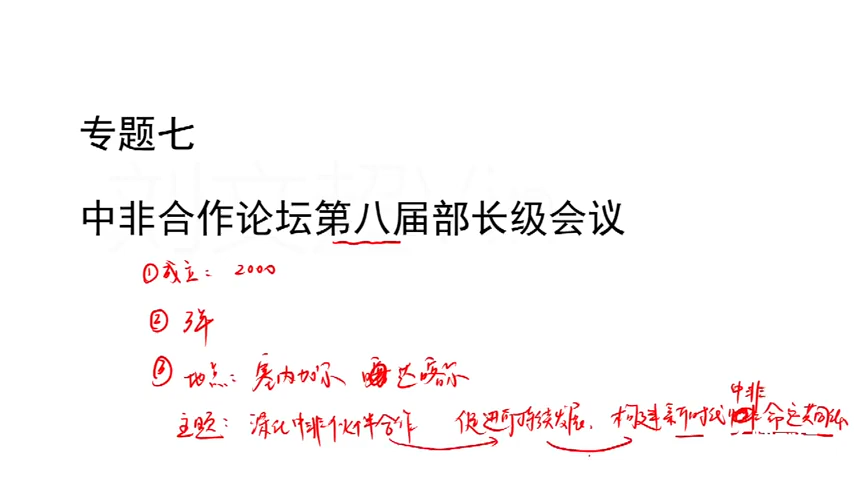 专题七
中非合作论坛第八届部长级会议
①成立：2000
② 3年
③ 地点：塞内加尔 达喀尔
中非
主题：深化中非伙伴合作 促进可持续发展，构建新时代 命运共同体